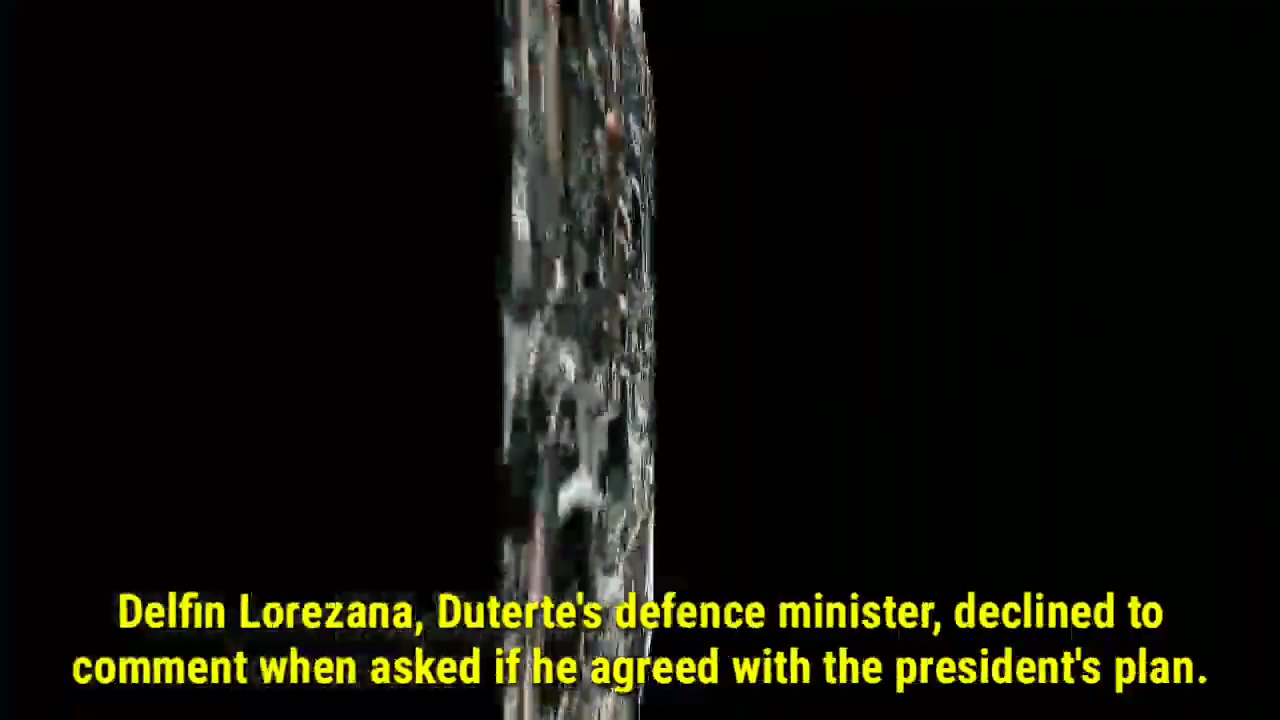 Delfin Lorezana, Duterte's defence minister, declined to
comment when asked if he agreed with the president's plan.